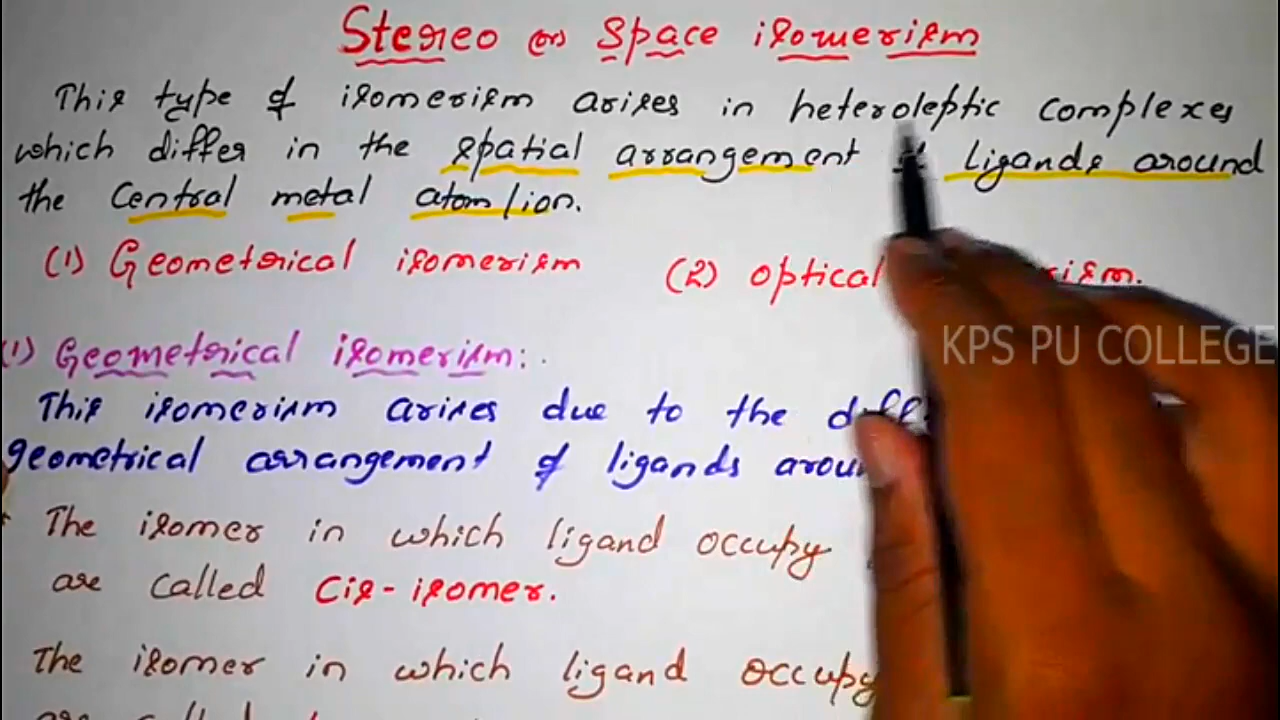 Stereo (or) Space isomerism
This type of isomerism arises in heteroleptic complexes
which differ in the spatial arrangement ligands around
the central metal atom/ion.
(1) Geometrical isomerism (2) optical
(1) Geometrical isomerism:
KPS PU COLLEGE
This isomerism arises due to the
geometrical arrangement of ligands
The isomer in which ligand occupy
are called Cis-isomer.
The isomer in which ligand occupy